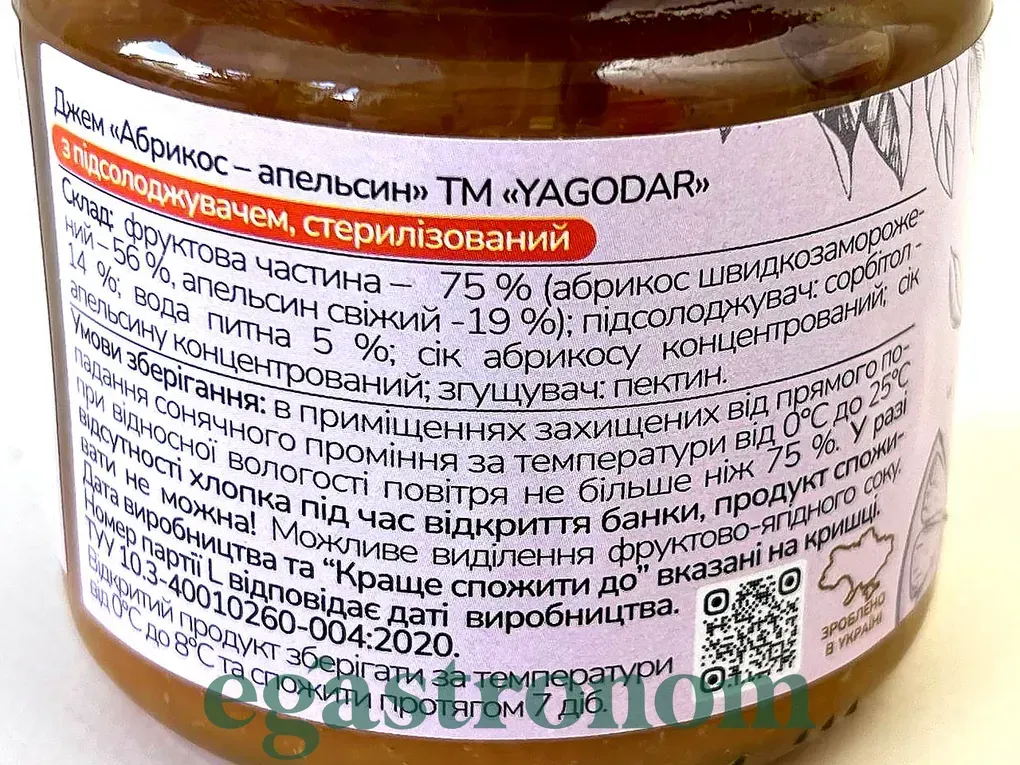 Джем «Абрикос – апельсин» ТМ «YAGODAR»
з підсолоджувачем, стерилізований
Склад: фруктова частина – 75 % (абрикос швидкозамороже-
ний – 56 %, апельсин свіжий -19 %); підсолоджувач: сорбітол -
14 %; вода питна 5 %; сік абрикосу концентрований; сік
апельсину концентрований; згущувач: пектин.
Умови зберігання: в приміщеннях захищених від прямого по-
падання сонячного проміння за температури від 0°С до 25°С
при відносної вологості повітря не більше ніж 75 %. У разі
відсутності хлопка під час відкриття банки, продукт спожи-
вати не можна! Можливе виділення фруктово-ягідного соку.
Дата виробництва та “Краще спожити до” вказані на кришці.
Номер партії L відповідає даті виробництва.
ТУУ 10.3-40010260-004:2020.
Відкритий продукт зберігати за температури
від 0°С до 8°С та спожити протягом 7 діб.
ЗРОБЛЕНО
В УКРАЇНІ
egastronom